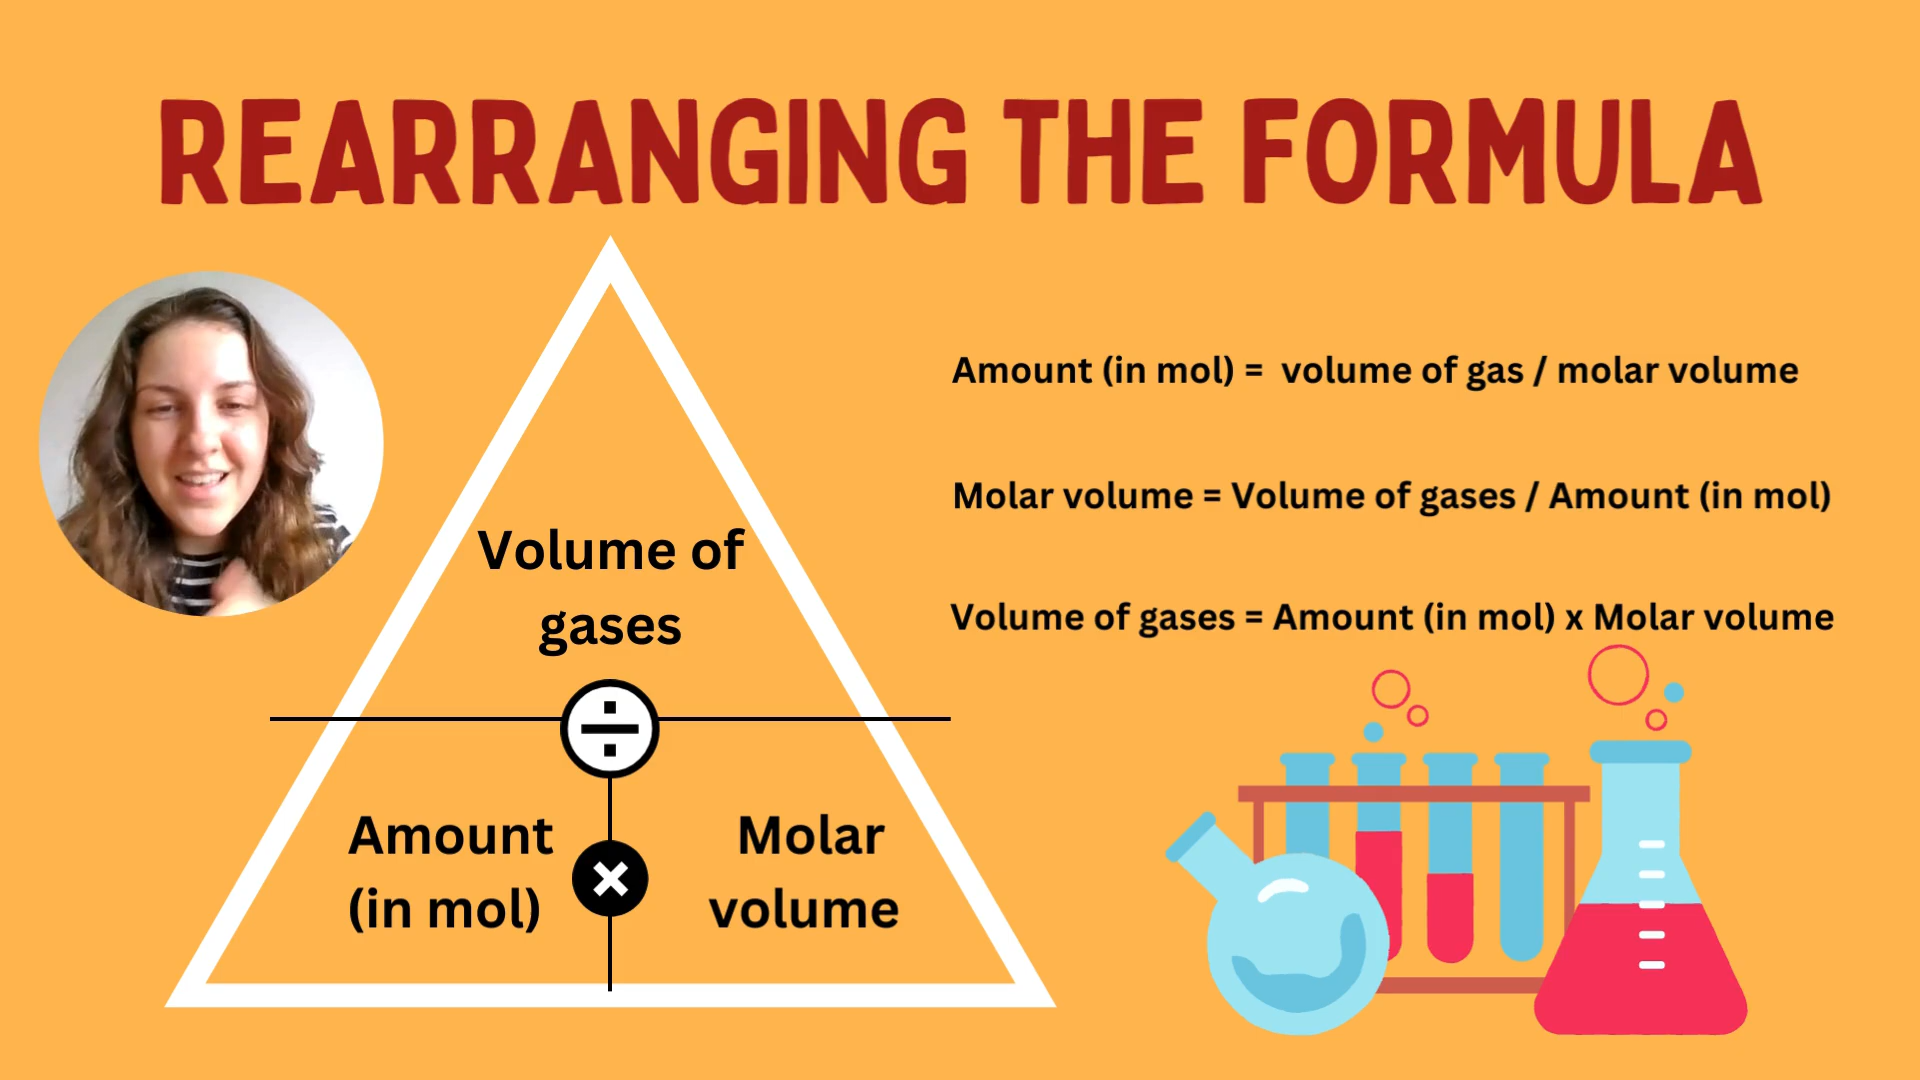 REARRANGING THE FORMULA
Volume of
gases
Amount
(in mol)
Molar
volume
Amount (in mol) = volume of gas / molar volume
Molar volume = Volume of gases / Amount (in mol)
Volume of gases = Amount (in mol) x Molar volume